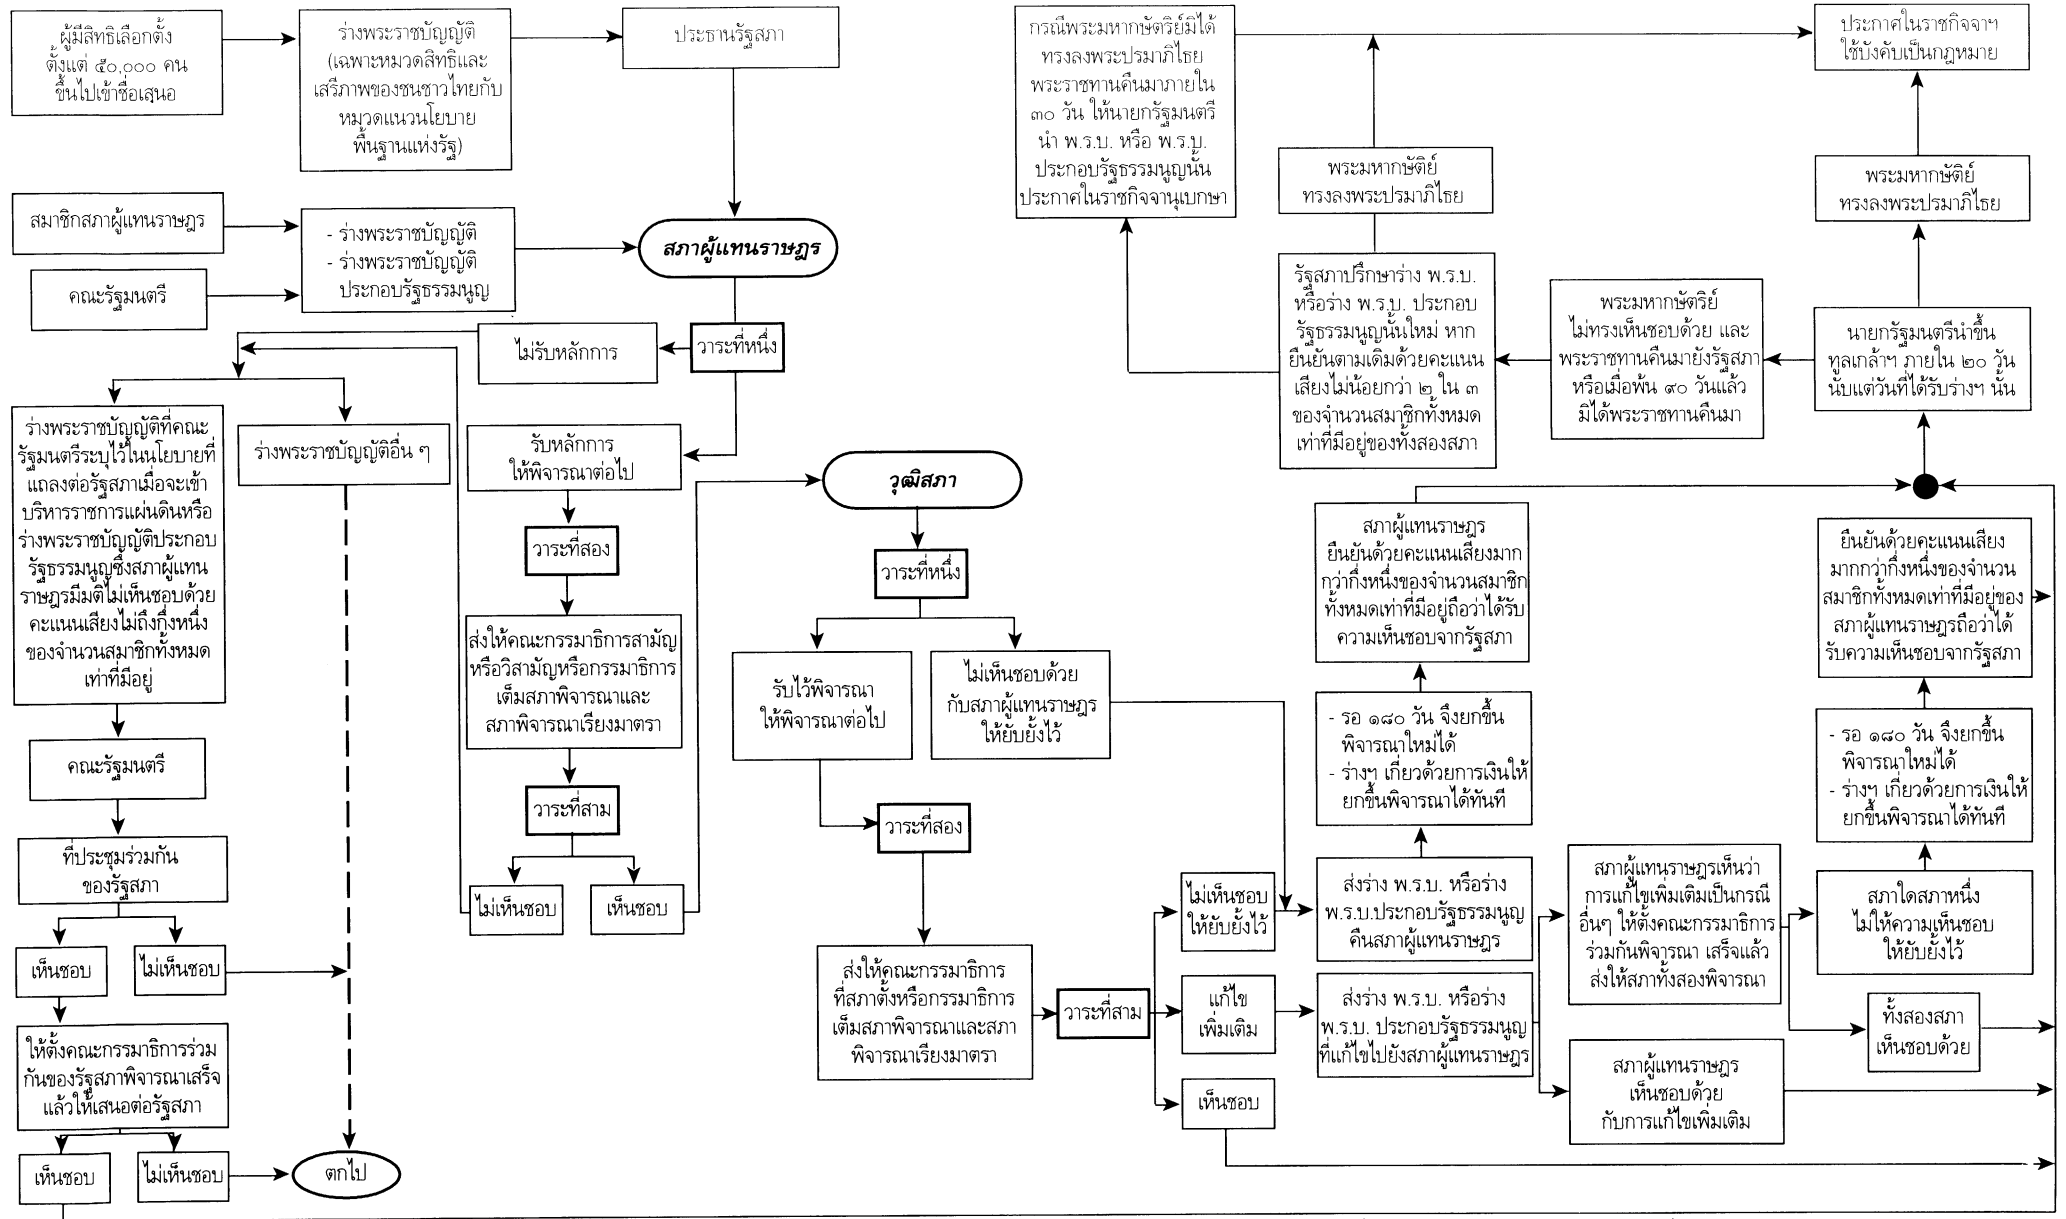 ผู้มีสิทธิเลือกตั้ง
ตั้งแต่ ๕๐,๐๐๐ คน
ขึ้นไปเข้าชื่อเสนอ
ร่างพระราชบัญญัติ
(เฉพาะหมวดสิทธิและ
เสรีภาพของชนชาวไทยกับ
หมวดแนวนโยบาย
พื้นฐานแห่งรัฐ)
ประธานรัฐสภา
สมาชิกสภาผู้แทนราษฎร
คณะรัฐมนตรี
- ร่างพระราชบัญญัติ
- ร่างพระราชบัญญัติ
ประกอบรัฐธรรมนูญ
สภาผู้แทนราษฎร
วาระที่หนึ่ง
ไม่รับหลักการ
ร่างพระราชบัญญัติที่คณะ
รัฐมนตรีระบุไว้ในนโยบายที่
แถลงต่อรัฐสภาเมื่อจะเข้า
บริหารราชการแผ่นดินหรือ
ร่างพระราชบัญญัติประกอบ
รัฐธรรมนูญซึ่งสภาผู้แทน
ราษฎรมีมติไม่เห็นชอบด้วย
คะแนนเสียงไม่ถึงกึ่งหนึ่ง
ของจำนวนสมาชิกทั้งหมด
เท่าที่มีอยู่
ร่างพระราชบัญญัติอื่น ๆ
คณะรัฐมนตรี
ที่ประชุมร่วมกัน
ของรัฐสภา
เห็นชอบ
ไม่เห็นชอบ
ให้ตั้งคณะกรรมาธิการร่วม
กันของรัฐสภาพิจารณาเสร็จ
แล้วให้เสนอต่อรัฐสภา
เห็นชอบ
ไม่เห็นชอบ
ตกไป
รับหลักการ
ให้พิจารณาต่อไป
วาระที่สอง
ส่งให้คณะกรรมาธิการสามัญ
หรือวิสามัญหรือกรรมาธิการ
เต็มสภาพิจารณาและ
สภาพิจารณาเรียงมาตรา
วาระที่สาม
ไม่เห็นชอบ
เห็นชอบ
วุฒิสภา
วาระที่หนึ่ง
รับไว้พิจารณา
ให้พิจารณาต่อไป
ไม่เห็นชอบด้วย
กับสภาผู้แทนราษฎร
ให้ยับยั้งไว้
วาระที่สอง
ส่งให้คณะกรรมาธิการ
ที่สภาตั้งหรือกรรมาธิการ
เต็มสภาพิจารณาและสภา
พิจารณาเรียงมาตรา
วาระที่สาม
ไม่เห็นชอบ
ให้ยับยั้งไว้
แก้ไข
เพิ่มเติม
เห็นชอบ
ส่งร่าง พ.ร.บ. หรือร่าง
พ.ร.บ.ประกอบรัฐธรรมนูญ
คืนสภาผู้แทนราษฎร
ส่งร่าง พ.ร.บ. หรือร่าง
พ.ร.บ. ประกอบรัฐธรรมนูญ
ที่แก้ไขไปยังสภาผู้แทนราษฎร
- รอ ๑๘๐ วัน จึงยกขึ้น
พิจารณาใหม่ได้
- ร่างฯ เกี่ยวด้วยการเงินให้
ยกขึ้นพิจารณาได้ทันที
สภาผู้แทนราษฎร
ยืนยันด้วยคะแนนเสียงมาก
กว่ากึ่งหนึ่งของจำนวนสมาชิก
ทั้งหมดเท่าที่มีอยู่ถือว่าได้รับ
ความเห็นชอบจากรัฐสภา
สภาผู้แทนราษฎรเห็นว่า
การแก้ไขเพิ่มเติมเป็นกรณี
อื่นๆ ให้ตั้งคณะกรรมาธิการ
ร่วมกันพิจารณา เสร็จแล้ว
ส่งให้สภาทั้งสองพิจารณา
สภาผู้แทนราษฎร
เห็นชอบด้วย
กับการแก้ไขเพิ่มเติม
สภาใดสภาหนึ่ง
ไม่ให้ความเห็นชอบ
ให้ยับยั้งไว้
ทั้งสองสภา
เห็นชอบด้วย
- รอ ๑๘๐ วัน จึงยกขึ้น
พิจารณาใหม่ได้
- ร่างฯ เกี่ยวด้วยการเงินให้
ยกขึ้นพิจารณาได้ทันที
ยืนยันด้วยคะแนนเสียง
มากกว่ากึ่งหนึ่งของจำนวน
สมาชิกทั้งหมดเท่าที่มีอยู่ของ
สภาผู้แทนราษฎรถือว่าได้
รับความเห็นชอบจากรัฐสภา
นายกรัฐมนตรีนำขึ้น
ทูลเกล้าฯ ภายใน ๒๐ วัน
นับแต่วันที่ได้รับร่างฯ นั้น
พระมหากษัติย์
ทรงลงพระปรมาภิไธย
ประกาศในราชกิจจาฯ
ใช้บังคับเป็นกฎหมาย
พระมหากษัตริย์
ไม่ทรงเห็นชอบด้วย และ
พระราชทานคืนมายังรัฐสภา
หรือเมื่อพ้น ๙๐ วันแล้ว
มิได้พระราชทานคืนมา
รัฐสภาปรึกษาร่าง พ.ร.บ.
หรือร่าง พ.ร.บ. ประกอบ
รัฐธรรมนูญนั้นใหม่ หาก
ยืนยันตามเดิมด้วยคะแนน
เสียงไม่น้อยกว่า ๒ ใน ๓
ของจำนวนสมาชิกทั้งหมด
เท่าที่มีอยู่ของทั้งสองสภา
พระมหากษัติย์
ทรงลงพระปรมาภิไธย
กรณีพระมหากษัตริย์มิได้
ทรงลงพระปรมาภิไธย
พระราชทานคืนมาภายใน
๓๐ วัน ให้นายกรัฐมนตรี
นำ พ.ร.บ. หรือ พ.ร.บ.
ประกอบรัฐธรรมนูญนั้น
ประกาศในราชกิจจานุเบกษา